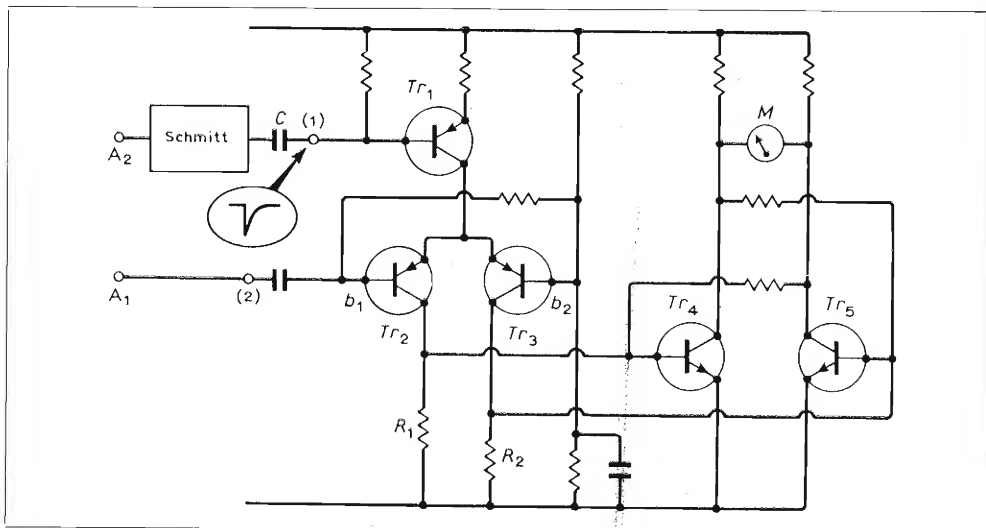 Tr1
M
C (1)
Schmitt
A2
A1
(2)
b1
Tr2
Tr3
b2
Tr4
Tr5
R1
R2